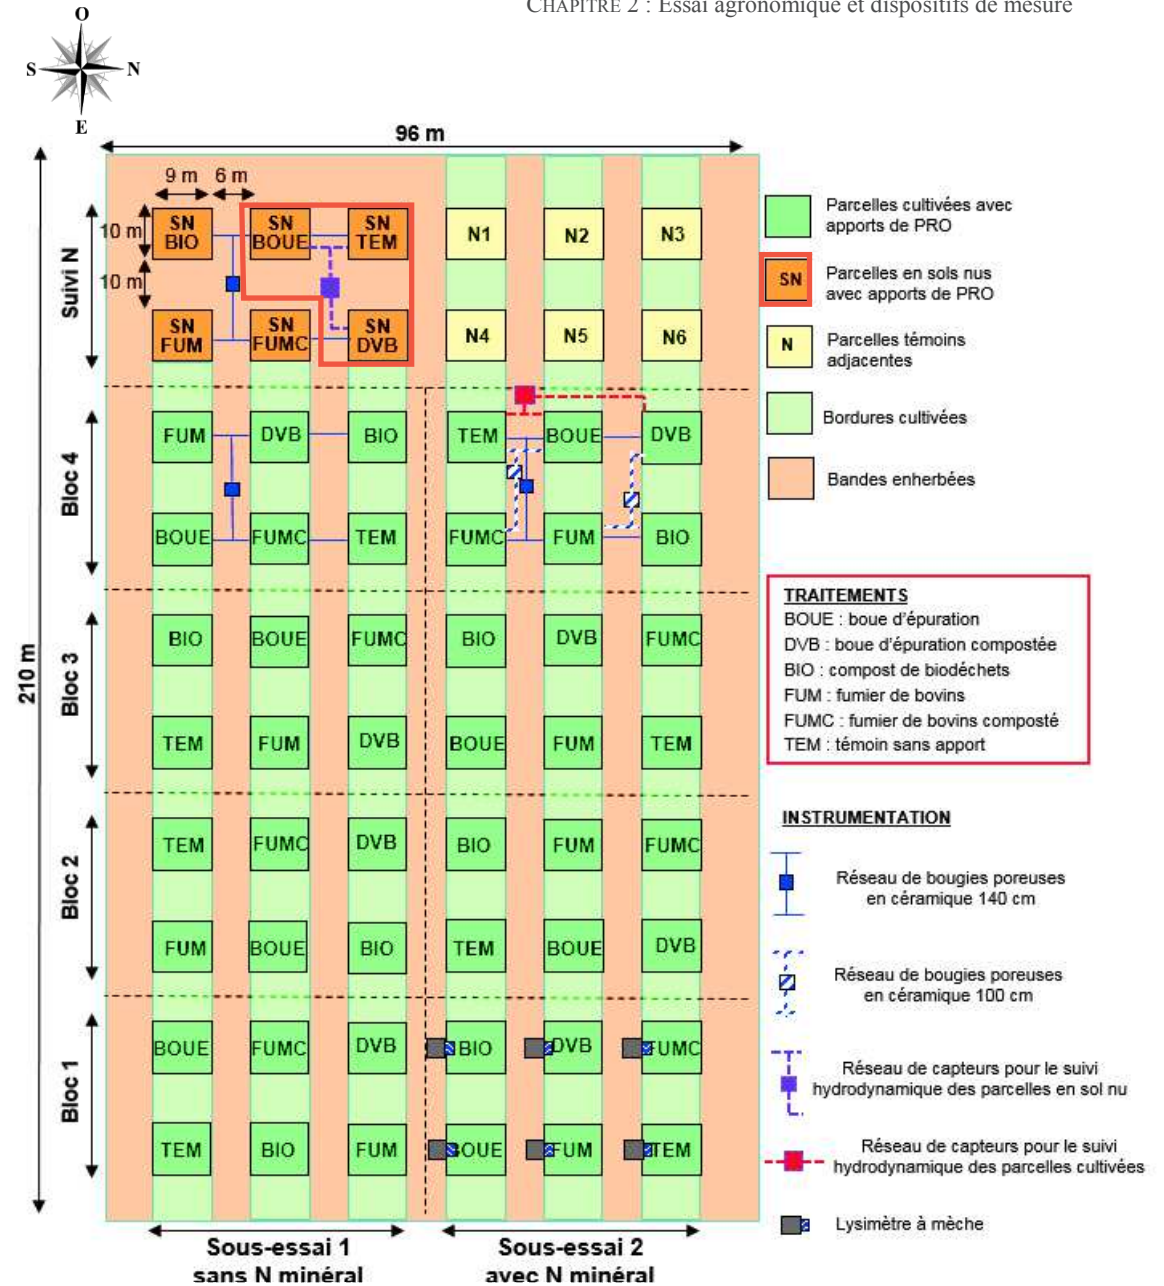 CHAPITRE 2 : Essai agronomique et dispositifs de mesure
O
S N
E
96 m
9 m 6 m
10 m
10 m
210 m
Suivi N
SN BIO
SN BOUE
SN TEM
N1 N2 N3
SN FUM
SN FUMC
SN DVB
N4 N5 N6
Bloc 4
FUM DVB BIO TEM BOUE DVB
BOUE FUMC TEM FUMC FUM BIO
Bloc 3
BIO BOUE FUMC BIO DVB FUMC
TEM FUM DVB BOUE FUM TEM
Bloc 2
TEM FUMC DVB BIO FUM FUMC
FUM BOUE BIO TEM BOUE DVB
Bloc 1
BOUE FUMC DVB BIO DVB FUMC
TEM BIO FUM BOUE FUM TEM
Sous-essai 1
sans N minéral
Sous-essai 2
avec N minéral
Parcelles cultivées avec
apports de PRO
SN
Parcelles en sols nus
avec apports de PRO
N
Parcelles témoins
adjacentes
Bordures cultivées
Bandes enherbées
TRAITEMENTS
BOUE : boue d'épuration
DVB : boue d'épuration compostée
BIO : compost de biodéchets
FUM : fumier de bovins
FUMC : fumier de bovins composté
TEM : témoin sans apport
INSTRUMENTATION
Réseau de bougies poreuses
en céramique 140 cm
Réseau de bougies poreuses
en céramique 100 cm
Réseau de capteurs pour le suivi
hydrodynamique des parcelles en sol nu
Réseau de capteurs pour le suivi
hydrodynamique des parcelles cultivées
Lysimètre à mèche